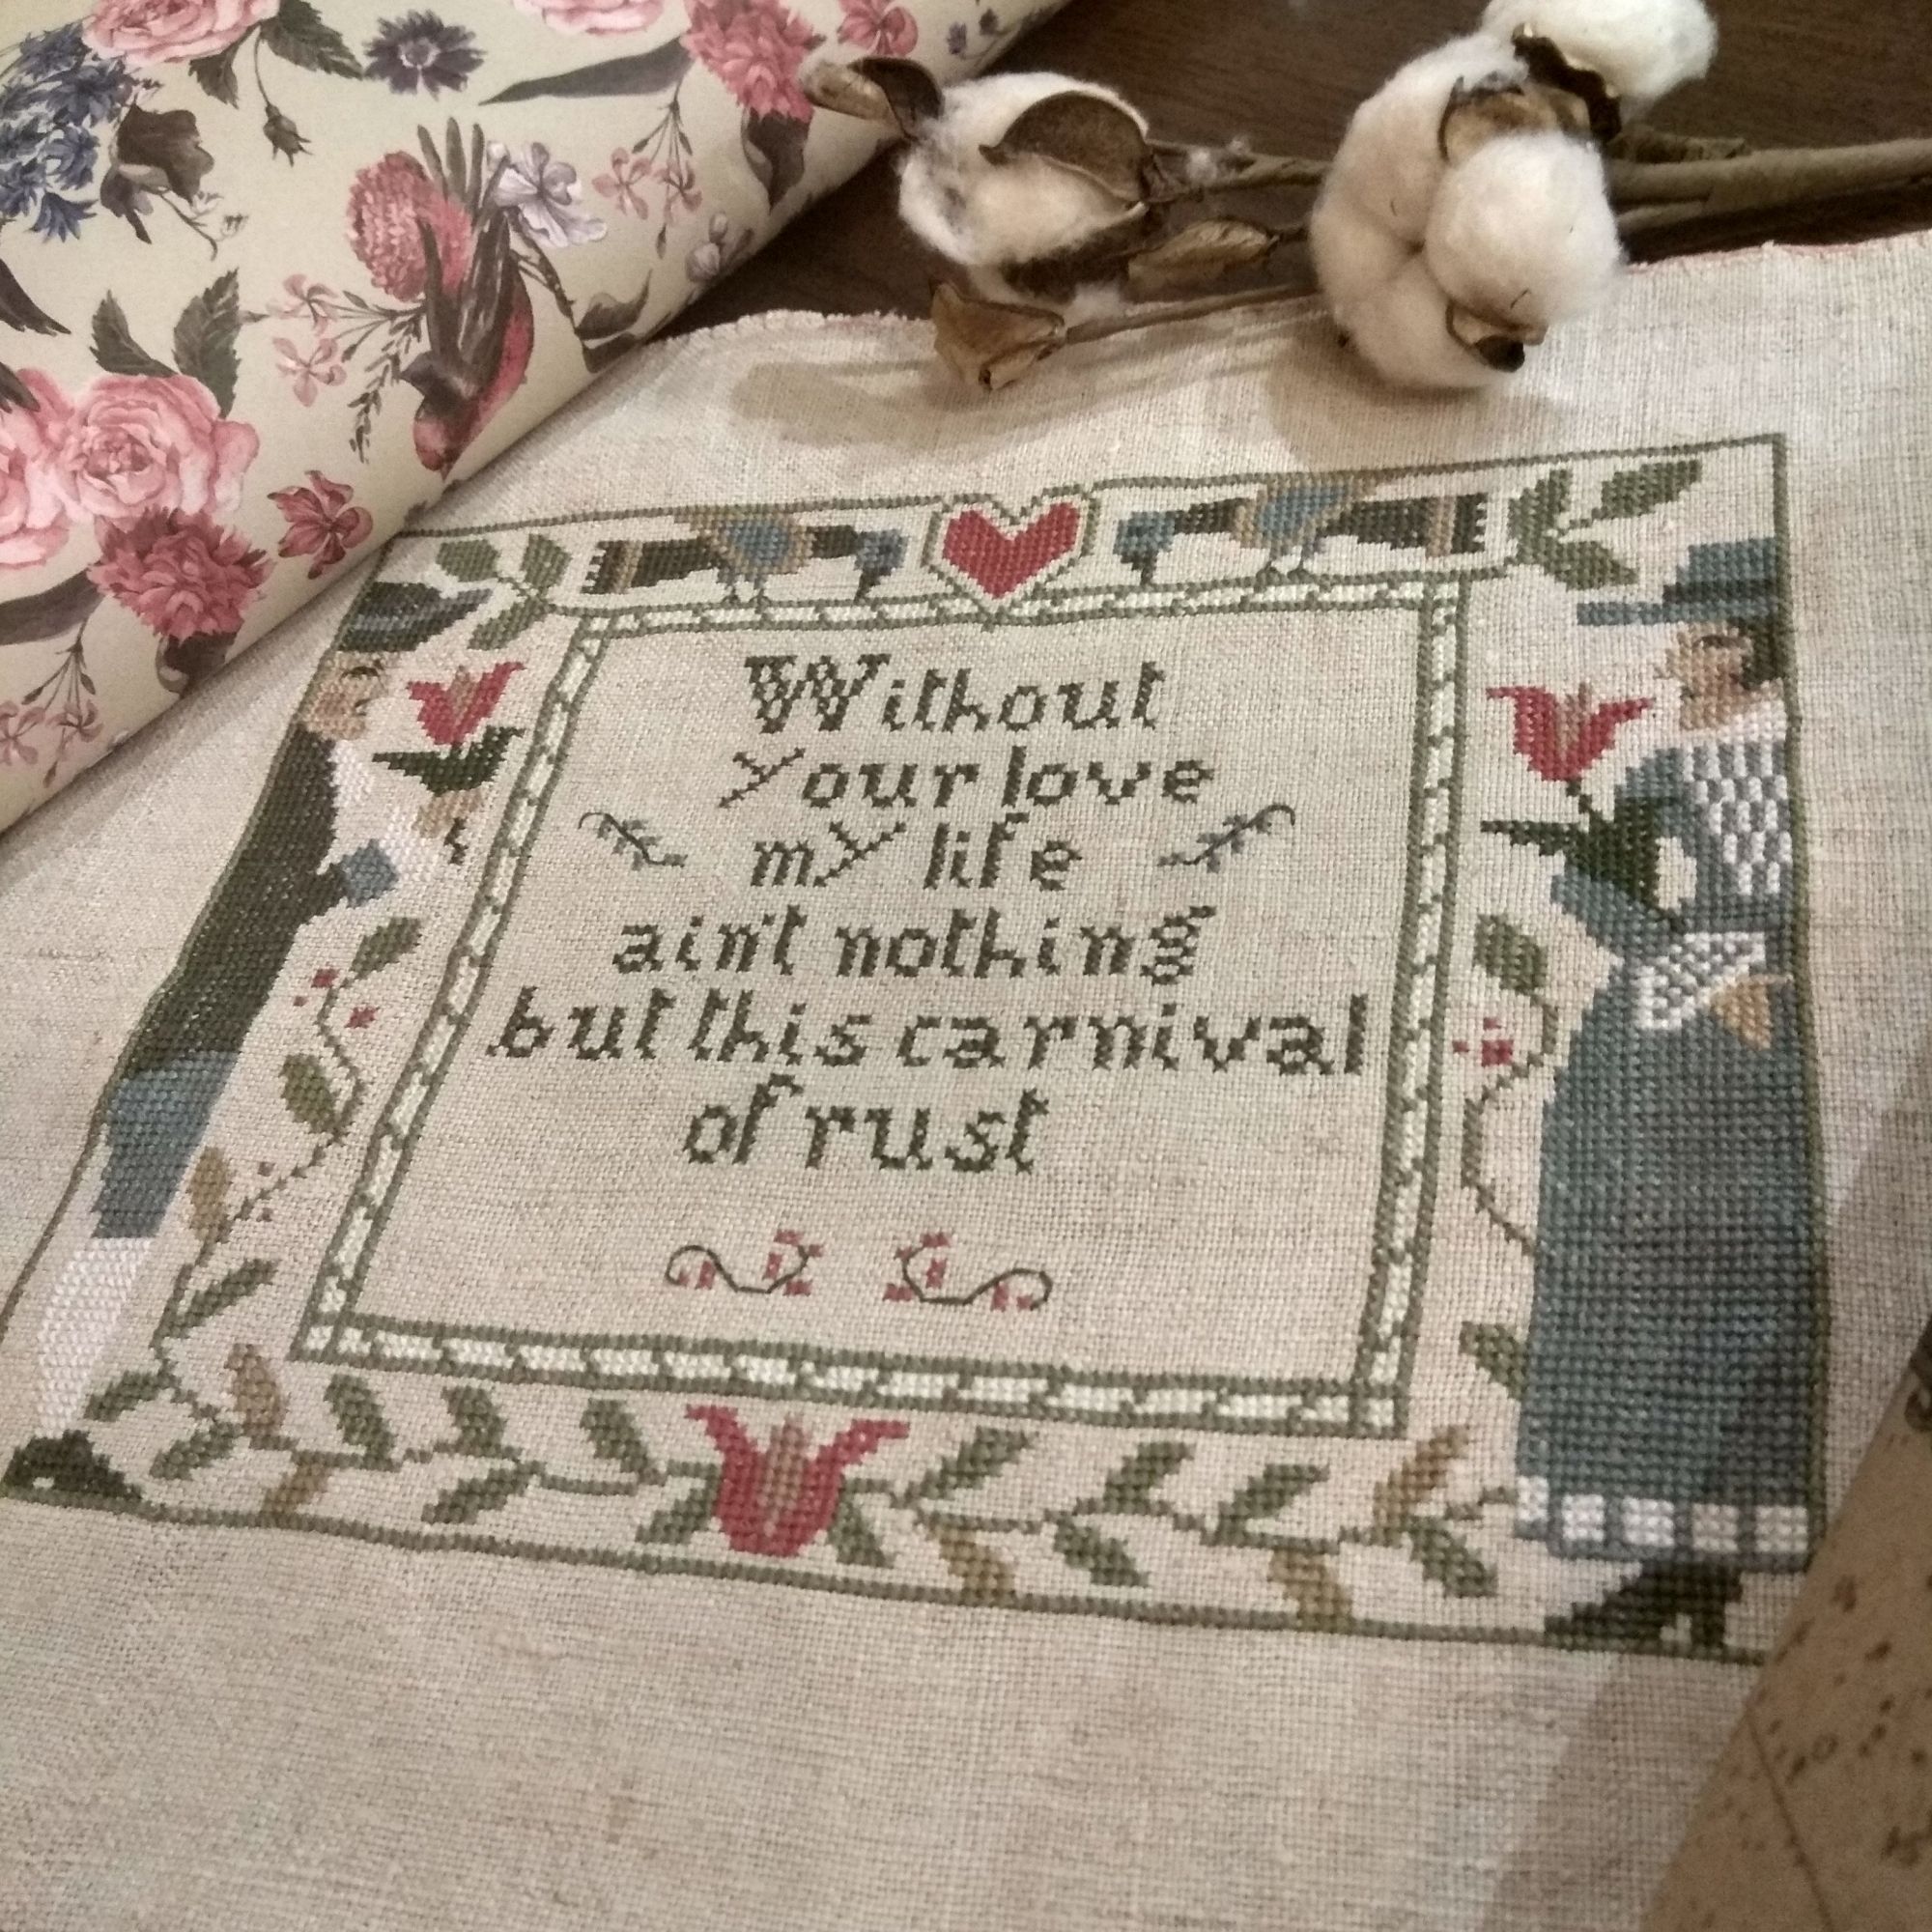 Without
your love
my life
ain't nothing
but this carnival
of rust